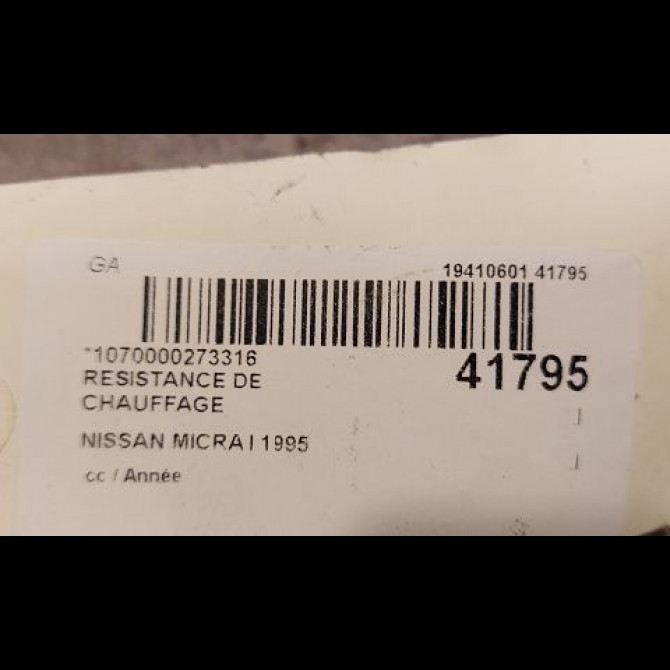 GA
19410601 41795
*1070000273316
41795
RESISTANCE DE
CHAUFFAGE
NISSAN MICRA I 1995
cc / Année